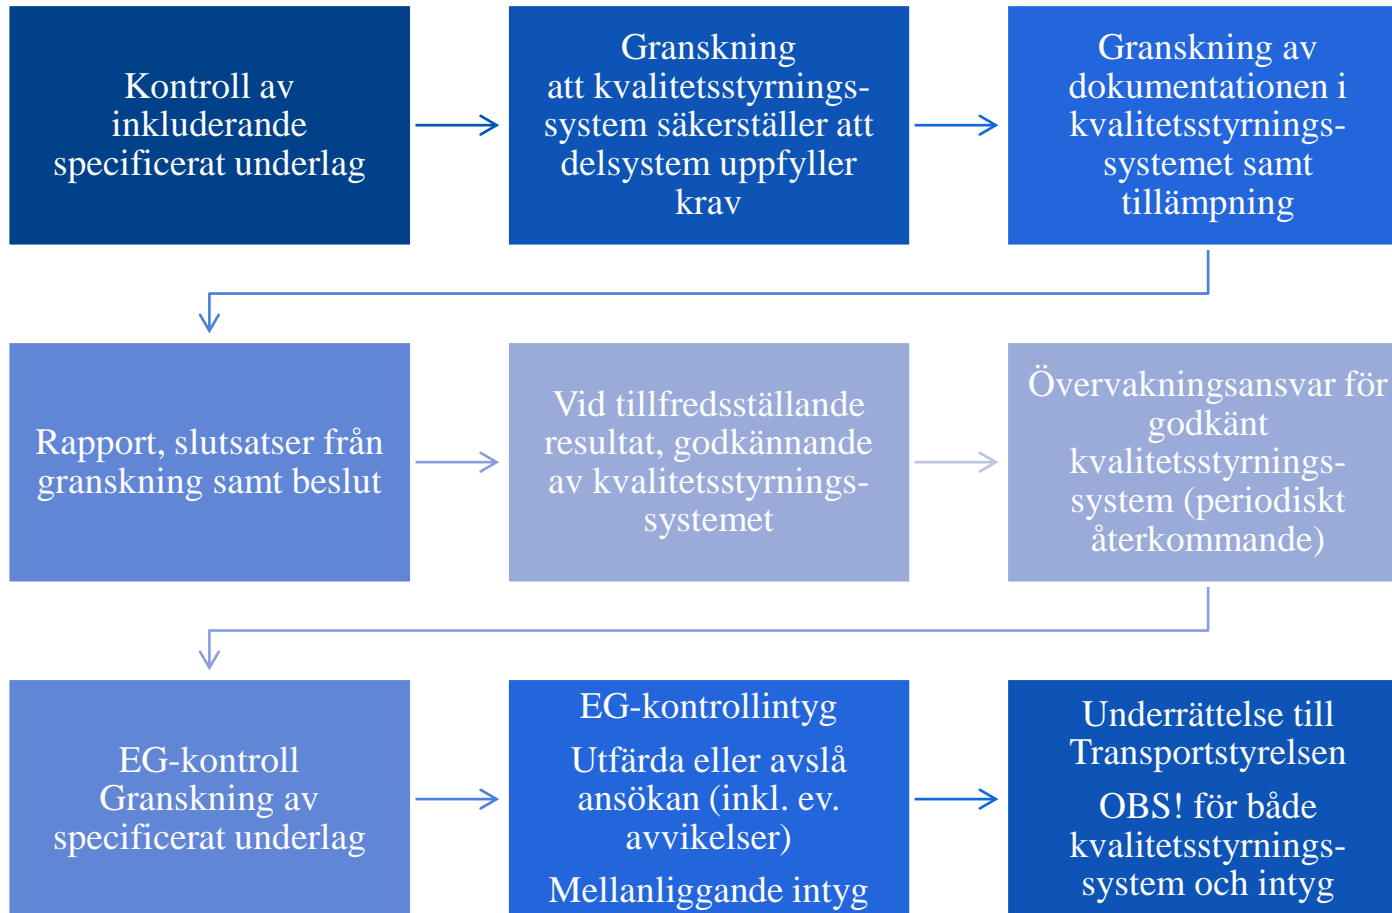 Kontroll av
inkluderande
specificerat underlag
Granskning
att kvalitetsstyrnings-
system säkerställer att
delsystem uppfyller
krav
Granskning av
dokumentationen i
kvalitetsstyrnings-
systemet samt
tillämpning
Rapport, slutsatser från
granskning samt beslut
Vid tillfredsställande
resultat, godkännande
av kvalitetsstyrnings-
systemet
Övervakningsansvar för
godkänt
kvalitetsstyrnings-
system (periodiskt
återkommande)
EG-kontroll
Granskning av
specificerat underlag
EG-kontrollintyg
Utfärda eller avslå
ansökan (inkl. ev.
avvikelser)
Mellanliggande intyg
Underrättelse till
Transportstyrelsen
OBS! för både
kvalitetsstyrnings-
system och intyg